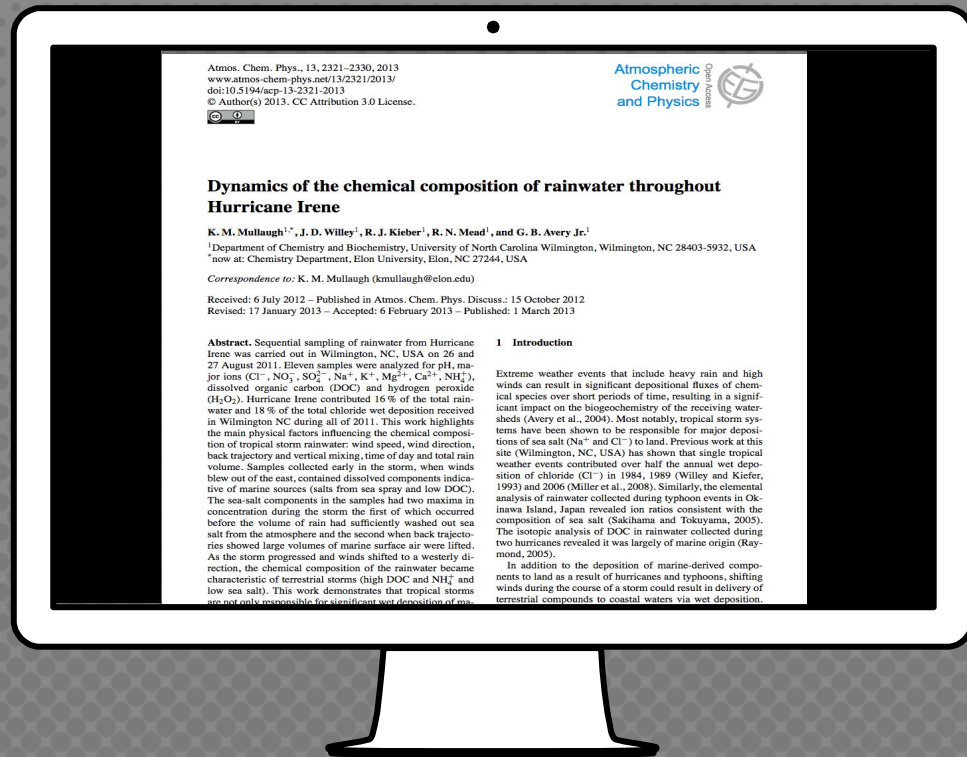 Atmos. Chem. Phys., 13, 2321–2330, 2013
www.atmos-chem-phys.net/13/2321/2013/
doi:10.5194/acp-13-2321-2013
© Author(s) 2013. CC Attribution 3.0 License.
Atmospheric
Chemistry
and Physics
Open Access
Dynamics of the chemical composition of rainwater throughout
Hurricane Irene
K. M. Mullaugh1,*, J. D. Willey1, R. J. Kieber1, R. N. Mead1, and G. B. Avery Jr.1
1Department of Chemistry and Biochemistry, University of North Carolina Wilmington, Wilmington, NC 28403-5932, USA
*now at: Chemistry Department, Elon University, Elon, NC 27244, USA
Correspondence to: K. M. Mullaugh (kmullaugh@elon.edu)
Received: 6 July 2012 – Published in Atmos. Chem. Phys. Discuss.: 15 October 2012
Revised: 17 January 2013 – Accepted: 6 February 2013 – Published: 1 March 2013
Abstract. Sequential sampling of rainwater from Hurricane
Irene was carried out in Wilmington, NC, USA on 26 and
27 August 2011. Eleven samples were analyzed for pH, ma-
jor ions (Cl−, NO3−, SO42−, Na+, K+, Mg2+, Ca2+, NH4+),
dissolved organic carbon (DOC) and hydrogen peroxide
(H2O2). Hurricane Irene contributed 16 % of the total rain-
water and 18 % of the total chloride wet deposition received
in Wilmington NC during all of 2011. This work highlights
the main physical factors influencing the chemical composi-
tion of tropical storm rainwater: wind speed, wind direction,
back trajectory and vertical mixing, time of day and total rain
volume. Samples collected early in the storm, when winds
blew out of the east, contained dissolved components indica-
tive of marine sources (salts from sea spray and low DOC).
The sea-salt components in the samples had two maxima in
concentration during the storm the first of which occurred
before the volume of rain had sufficiently washed out sea
salt from the atmosphere and the second when back trajecto-
ries showed large volumes of marine surface air were lifted.
As the storm progressed and winds shifted to a westerly di-
rection, the chemical composition of the rainwater became
characteristic of terrestrial storms (high DOC and NH4+ and
low sea salt). This work demonstrates that tropical storms
are not only responsible for significant wet deposition of ma-
1 Introduction
Extreme weather events that include heavy rain and high
winds can result in significant depositional fluxes of chem-
ical species over short periods of time, resulting in a signif-
icant impact on the biogeochemistry of the receiving water-
sheds (Avery et al., 2004). Most notably, tropical storm sys-
tems have been shown to be responsible for major deposi-
tions of sea salt (Na+ and Cl−) to land. Previous work at this
site (Wilmington, NC, USA) has shown that single tropical
weather events contributed over half the annual wet depo-
sition of chloride (Cl−) in 1984, 1989 (Willey and Kiefer,
1993) and 2006 (Miller et al., 2008). Similarly, the elemental
analysis of rainwater collected during typhoon events in Ok-
inawa Island, Japan revealed ion ratios consistent with the
composition of sea salt (Sakihama and Tokuyama, 2005).
The isotopic analysis of DOC in rainwater collected during
two hurricanes revealed it was largely of marine origin (Ray-
mond, 2005).
In addition to the deposition of marine-derived compo-
nents to land as a result of hurricanes and typhoons, shifting
winds during the course of a storm could result in delivery of
terrestrial compounds to coastal waters via wet deposition.